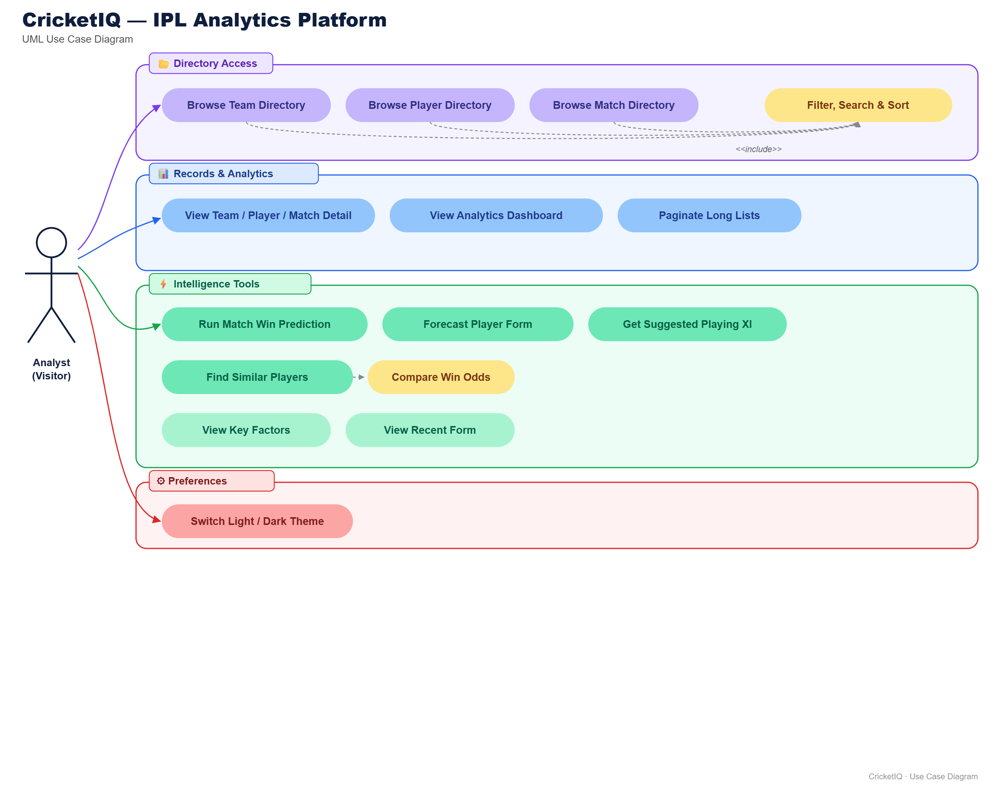 CricketIQ — IPL Analytics Platform
UML Use Case Diagram
Directory Access
Browse Team Directory
Browse Player Directory
Browse Match Directory
Filter, Search & Sort
<<include>>
Records & Analytics
View Team / Player / Match Detail
View Analytics Dashboard
Paginate Long Lists
Intelligence Tools
Run Match Win Prediction
Forecast Player Form
Get Suggested Playing XI
Find Similar Players
Compare Win Odds
View Key Factors
View Recent Form
Analyst
(Visitor)
Preferences
Switch Light / Dark Theme
CricketIQ · Use Case Diagram